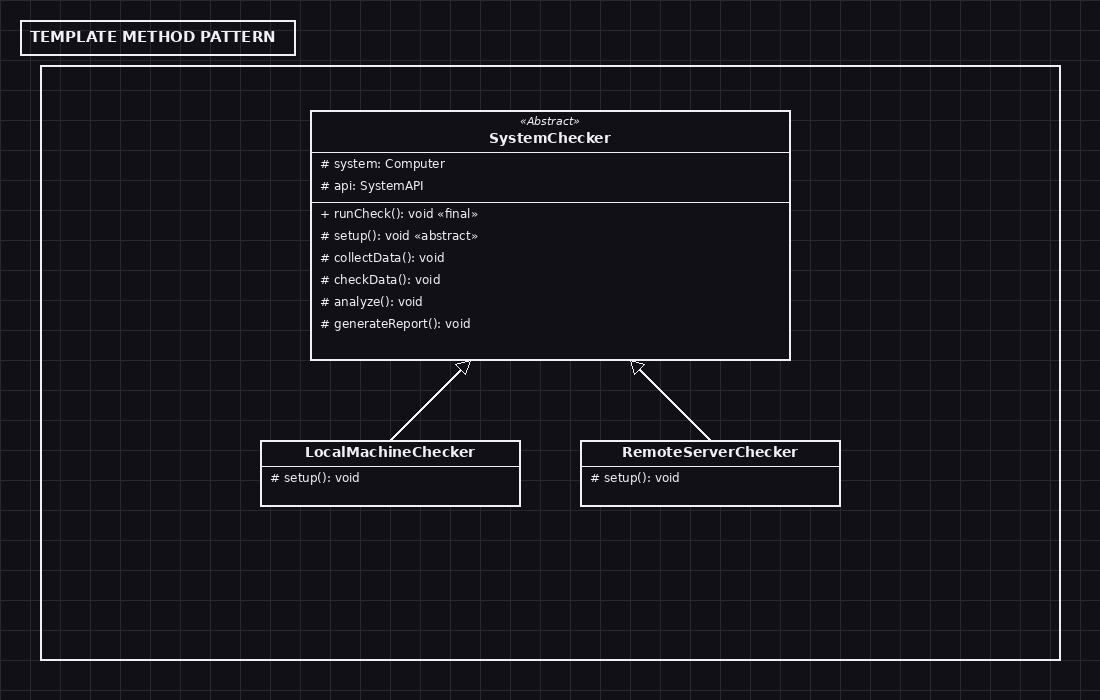 TEMPLATE METHOD PATTERN
«Abstract»
SystemChecker
# system: Computer
# api: SystemAPI
+ runCheck(): void «final»
# setup(): void «abstract»
# collectData(): void
# checkData(): void
# analyze(): void
# generateReport(): void
LocalMachineChecker
# setup(): void
RemoteServerChecker
# setup(): void